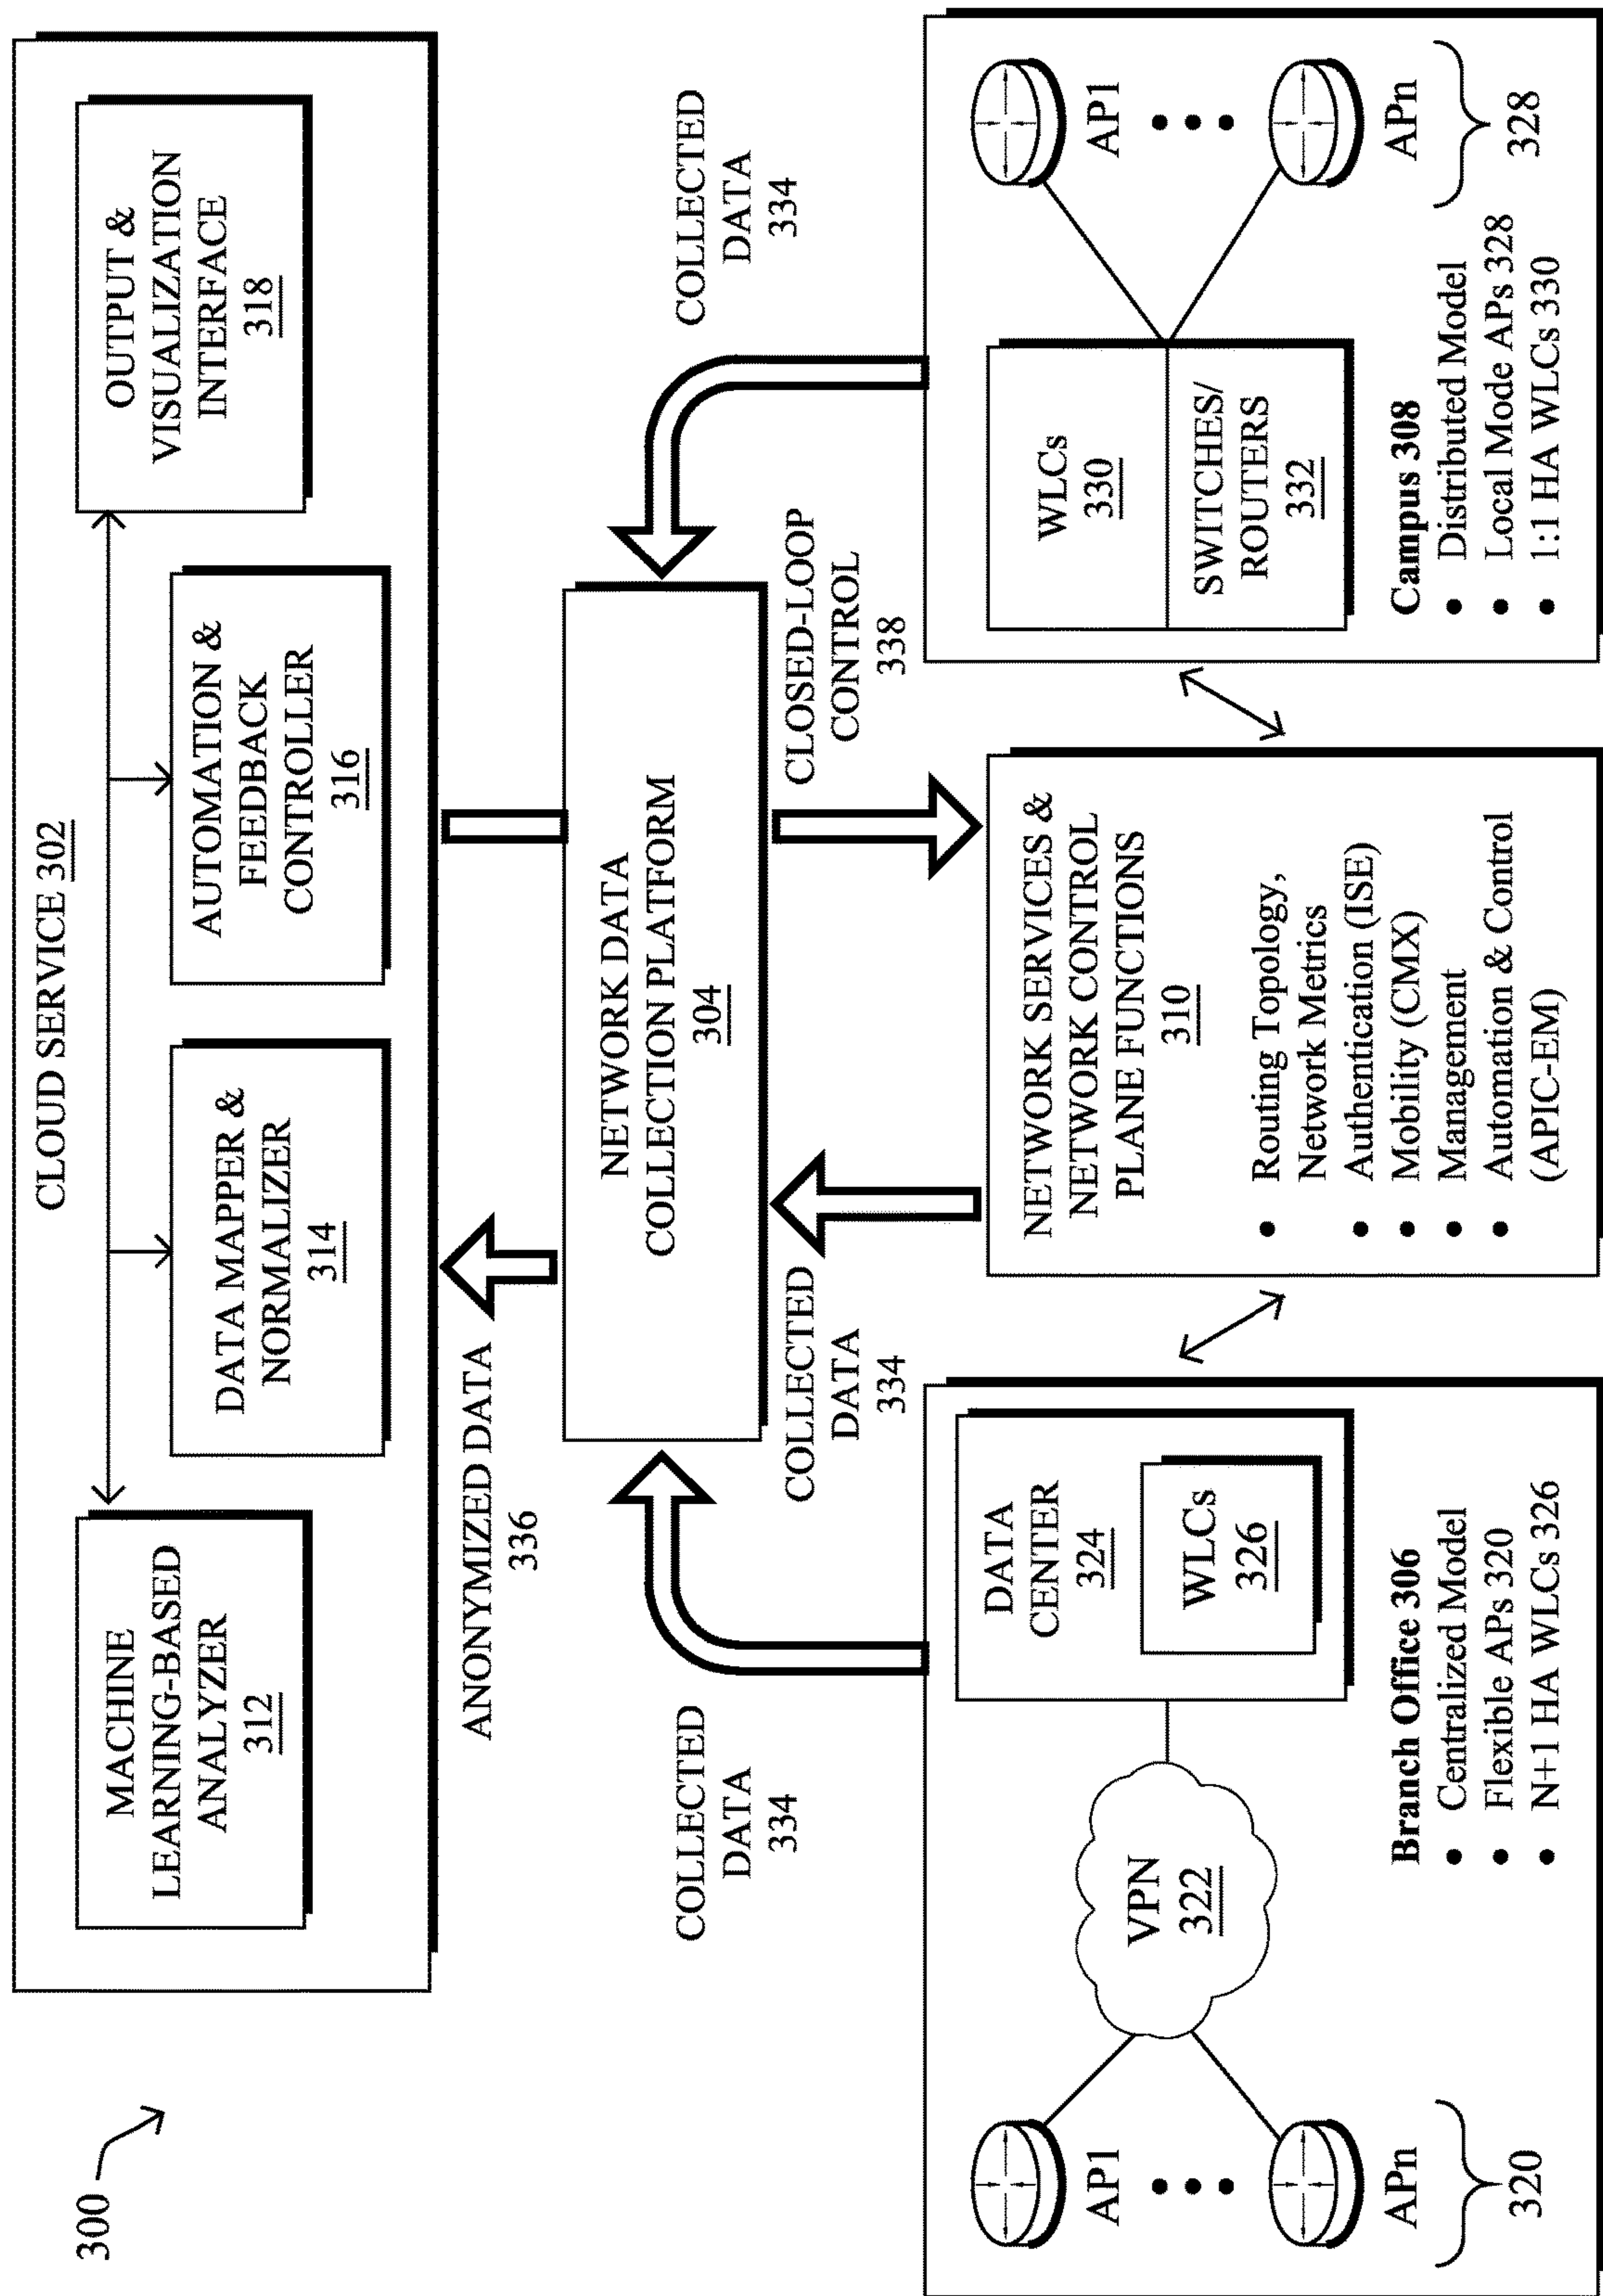 300
CLOUD SERVICE 302
MACHINE
LEARNING-BASED
ANALYZER
312
DATA MAPPER &
NORMALIZER
314
AUTOMATION &
FEEDBACK
CONTROLLER
316
OUTPUT &
VISUALIZATION
INTERFACE
318
ANONYMIZED DATA
336
COLLECTED
DATA
334
NETWORK DATA
COLLECTION PLATFORM
304
COLLECTED
DATA
334
COLLECTED
DATA
334
CLOSED-LOOP
CONTROL
338
AP1
APn
320
VPN
322
DATA
CENTER
324
WLCs
326
Branch Office 306
• Centralized Model
• Flexible APs 320
• N+1 HA WLCs 326
NETWORK SERVICES &
NETWORK CONTROL
PLANE FUNCTIONS
310
• Routing Topology,
Network Metrics
• Authentication (ISE)
• Mobility (CMX)
• Management
• Automation & Control
(APIC-EM)
WLCs
330
SWITCHES/
ROUTERS
332
AP1
APn
328
Campus 308
• Distributed Model
• Local Mode APs 328
• 1:1 HA WLCs 330